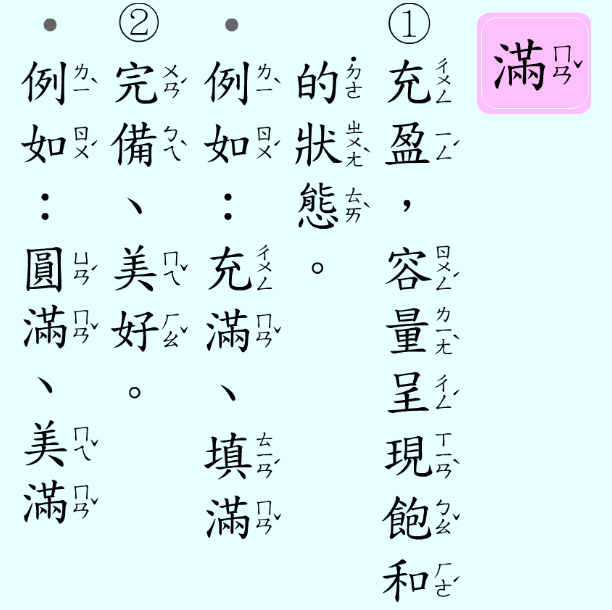 滿ㄇㄢˇ
①充ㄔㄨㄥ盈ㄧㄥˊ，容ㄖㄨㄥˊ量ㄌㄧㄤˋ呈ㄔㄥˊ現ㄒㄧㄢˋ飽ㄅㄠˇ和ㄏㄜˊ
的˙ㄉㄜ狀ㄓㄨㄤˋ態ㄊㄞˋ。
•例ㄌㄧˋ如ㄖㄨˊ：充ㄔㄨㄥ滿ㄇㄢˇ、填ㄊㄧㄢˊ滿ㄇㄢˇ
②完ㄨㄢˊ備ㄅㄟˋ、美ㄇㄟˇ好ㄏㄠˇ。
•例ㄌㄧˋ如ㄖㄨˊ：圓ㄩㄢˊ滿ㄇㄢˇ、美ㄇㄟˇ滿ㄇㄢˇ